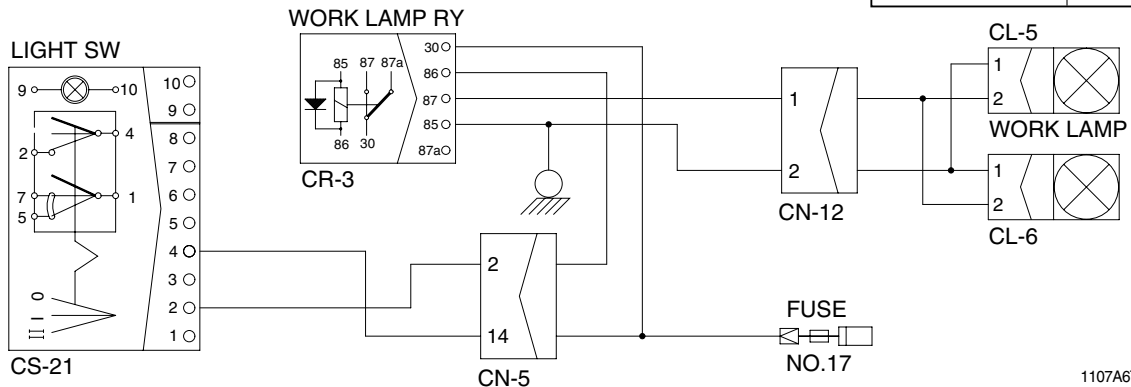 WORK LAMP RY
LIGHT SW
CL-5
85 87 87a
86 30
30
86
87
85
87a
CR-3
9 10
4
2
7 1
5
O
I
II
10
9
8
7
6
5
4
3
2
1
CS-21
2
14
CN-5
1
2
CN-12
1
2
WORK LAMP
1
2
CL-6
FUSE
NO.17